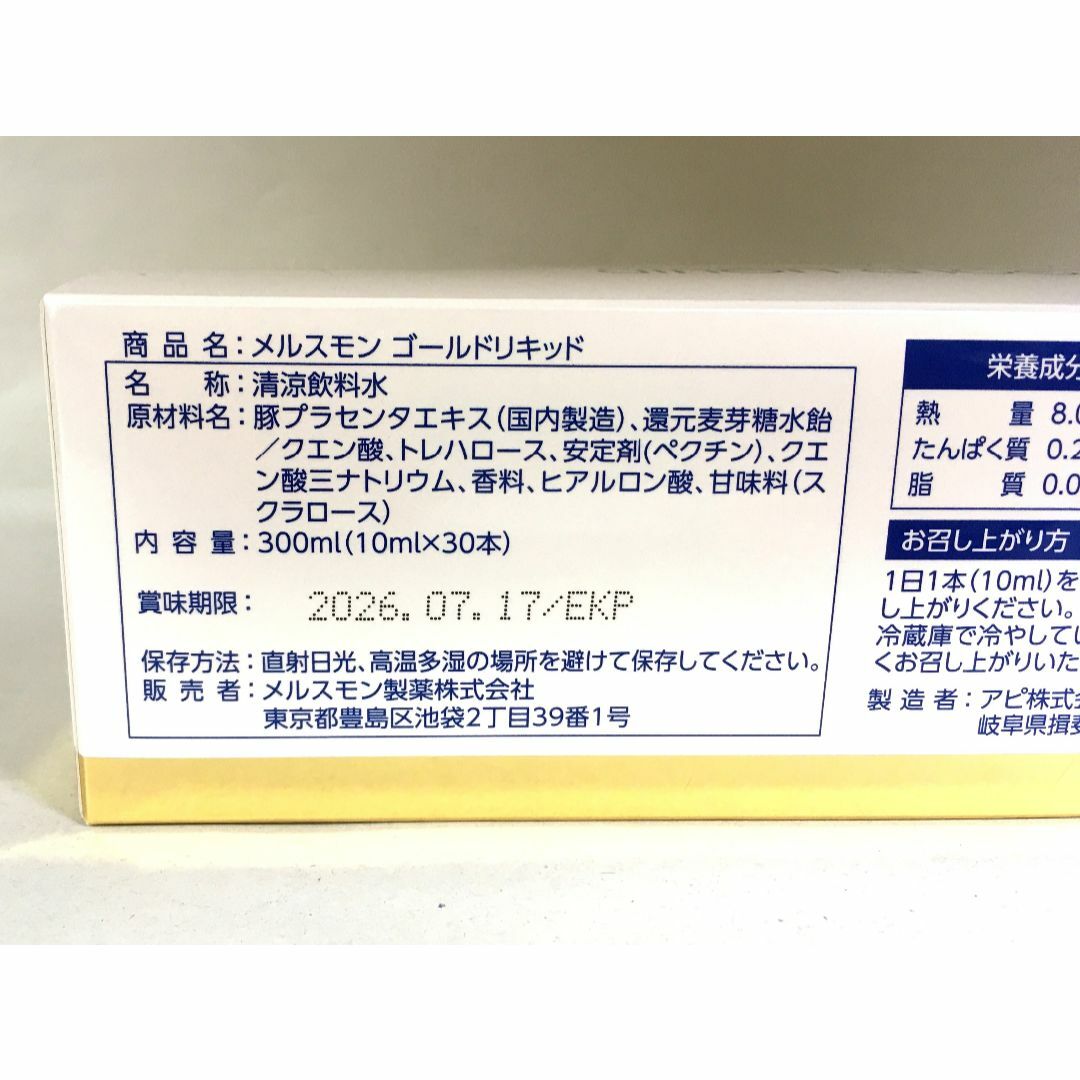 商品名：メルスモン ゴールドリキッド
名　　称：清涼飲料水
原材料名：豚プラセンタエキス（国内製造）、還元麦芽糖水飴
／クエン酸、トレハロース、安定剤(ペクチン)、クエ
ン酸三ナトリウム、香料、ヒアルロン酸、甘味料（ス
クラロース）
内容量：300ml（10ml×30本）
賞味期限：2026.07.17/EKP
保存方法：直射日光、高温多湿の場所を避けて保存してください。
販売者：メルスモン製薬株式会社
東京都豊島区池袋2丁目39番1号
栄養成分
熱　　量 8.0
たんぱく質 0.2
脂　　質 0.0
お召し上がり方
1日1本（10ml）を
し上がりください。
冷蔵庫で冷やしてい
くお召し上がりいた
製造者：アピ株式会
岐阜県揖斐